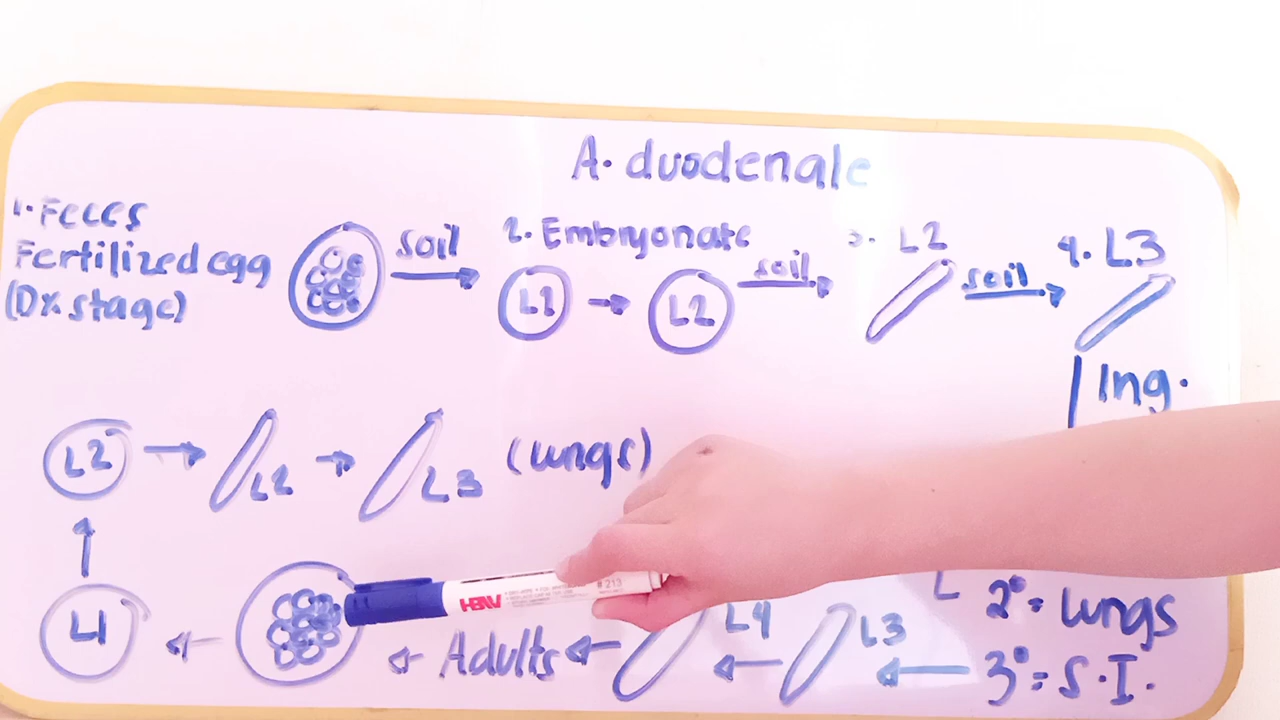 A. duodenale
1. Feces
Fertilized egg
(Dx stage)
soil
2. Embryonate
L1
L2
soil
3. L2
soil
4. L3
Ing.
L2
L2
L3
(lungs)
L1
Adults
L4
L3
2°= lungs
3°= S.I.
# 213